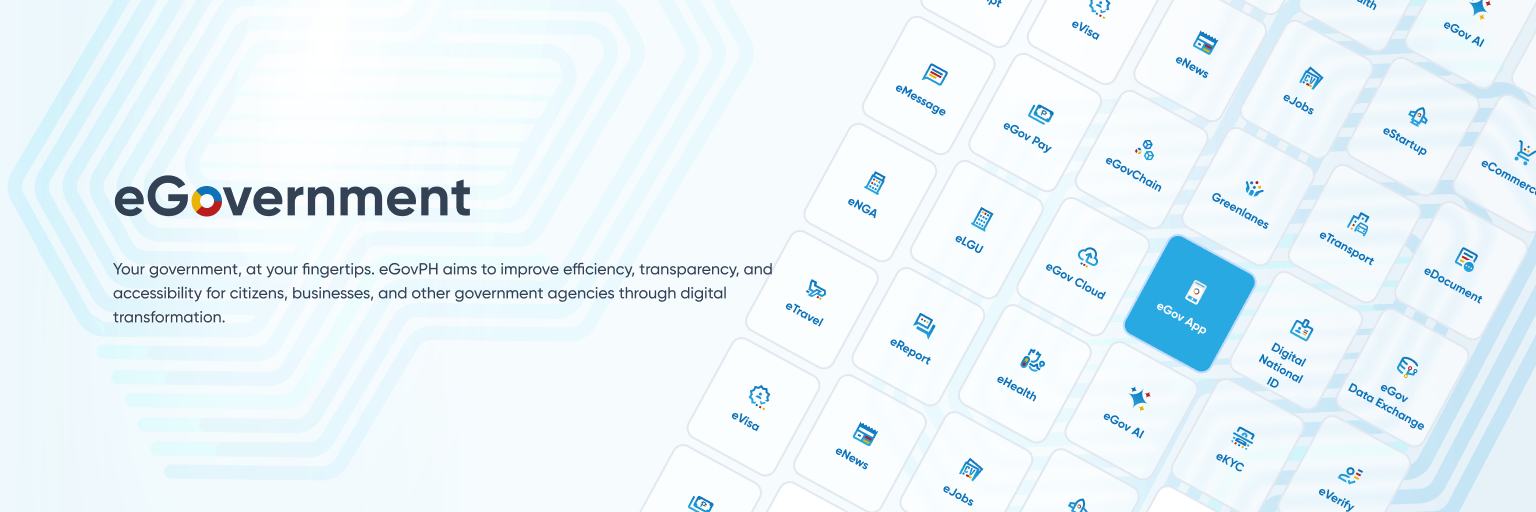 eGovernment
Your government, at your fingertips. eGovPH aims to improve efficiency, transparency, and
accessibility for citizens, businesses, and other government agencies through digital
transformation.
eVisa
eGov AI
eNews
eJobs
eMessage
eGov Pay
eStartup
eGovChain
eNGA
Greenlanes
eLGU
eTransport
eDocument
eGov Cloud
eTravel
eGov App
eReport
Digital
National
ID
eHealth
eGov
Data Exchange
eVisa
eGov AI
eNews
eKYC
eJobs
eVerify